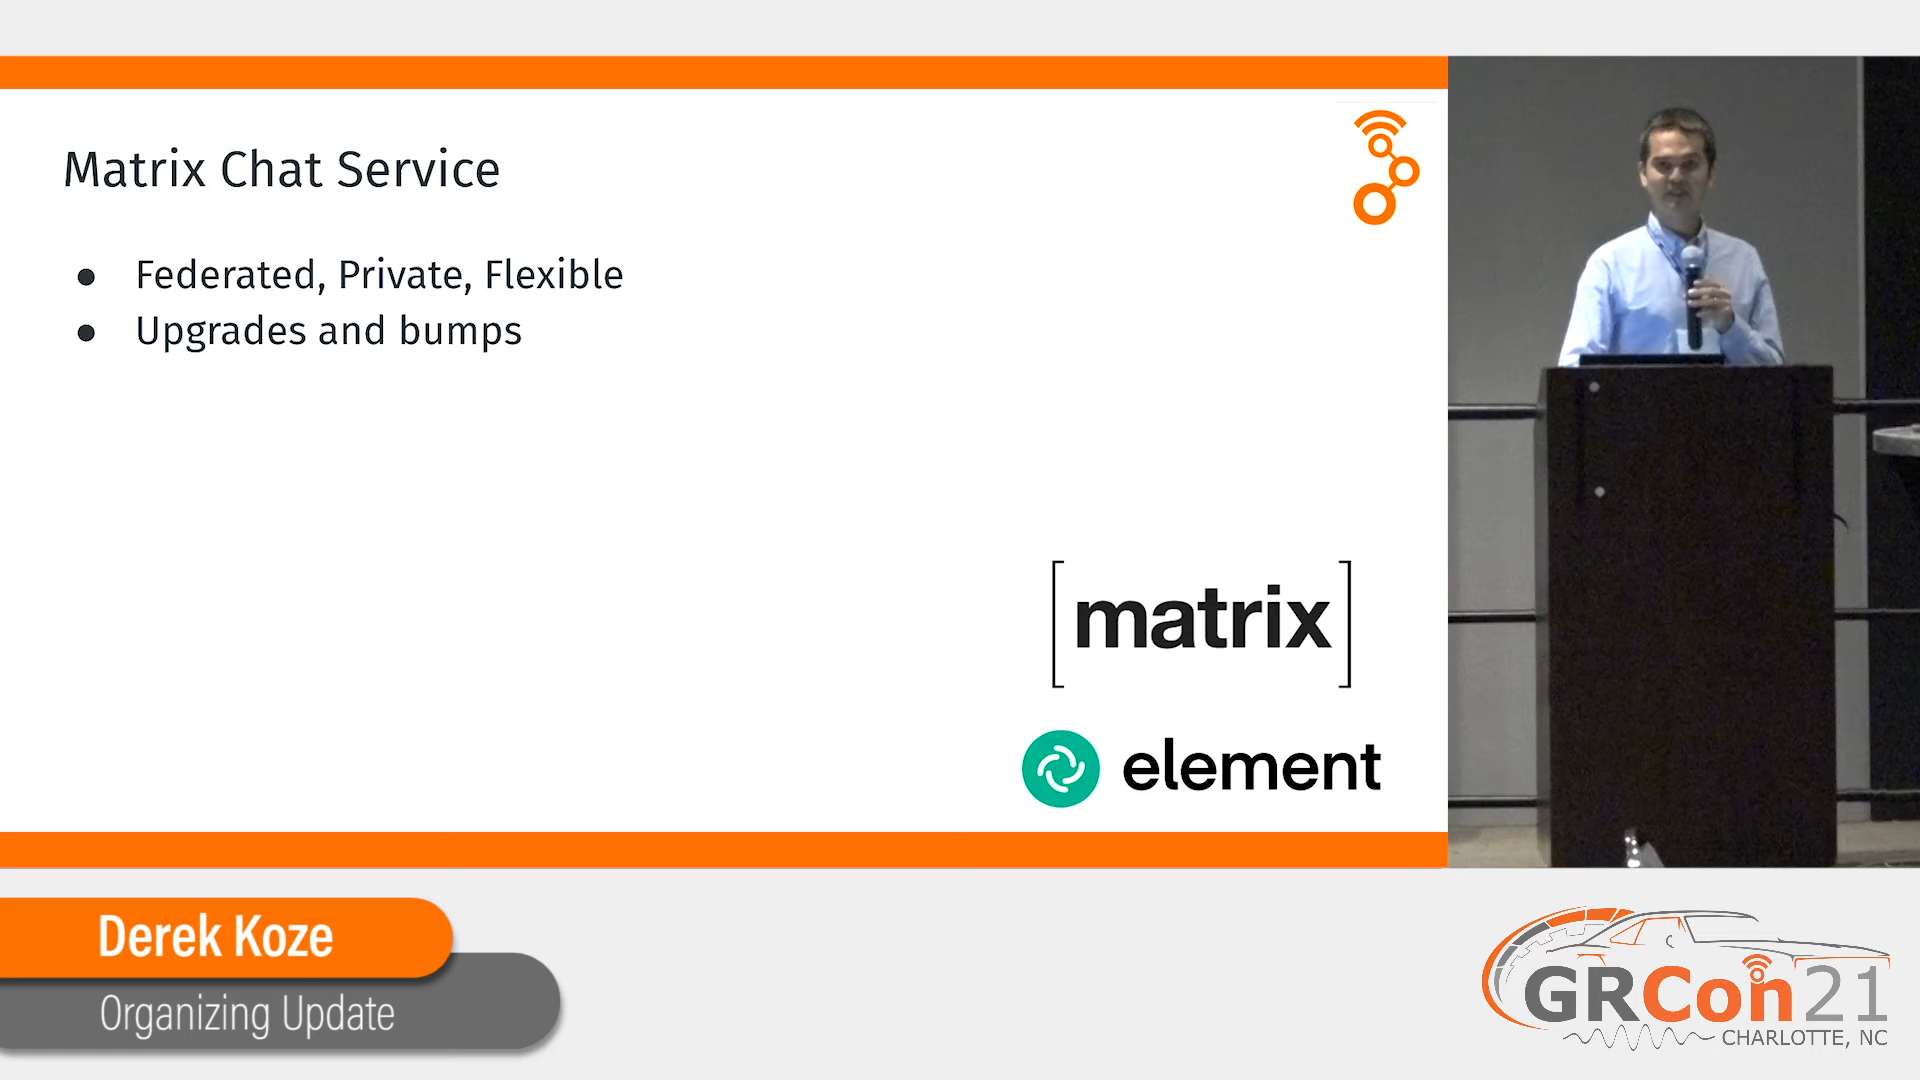 Matrix Chat Service
● Federated, Private, Flexible
● Upgrades and bumps
[matrix]
element
Derek Koze
Organizing Update
GRCon21
CHARLOTTE, NC